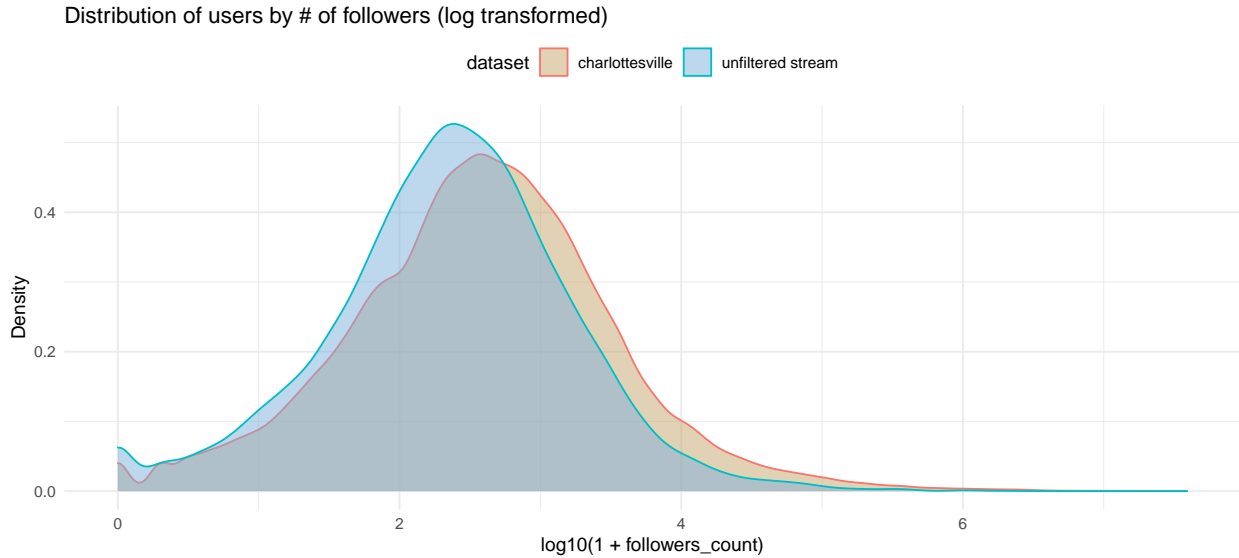 Distribution of users by # of followers (log transformed)
dataset charlottesville unfiltered stream
Density
0.4
0.2
0.0
0 2 4 6
log10(1 + followers_count)